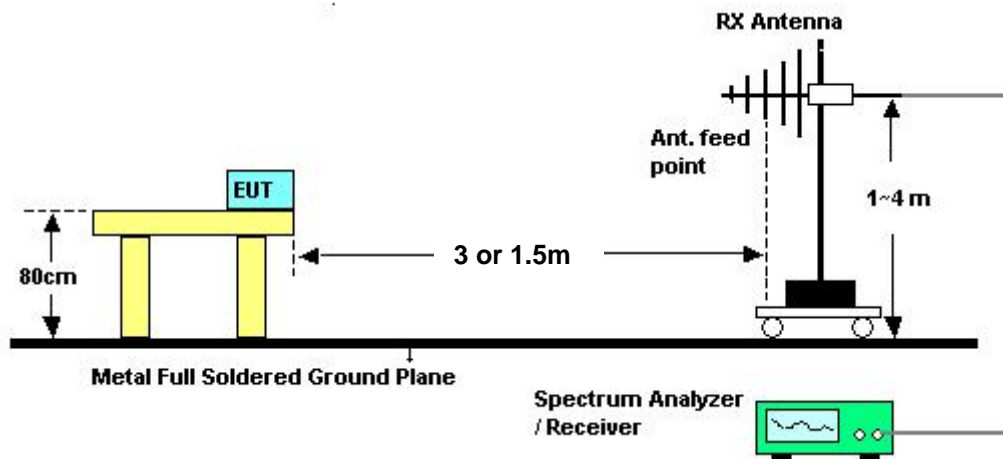 RX Antenna
Ant. feed
point
EUT
1~4 m
3 or 1.5m
80cm
Metal Full Soldered Ground Plane
Spectrum Analyzer
/ Receiver